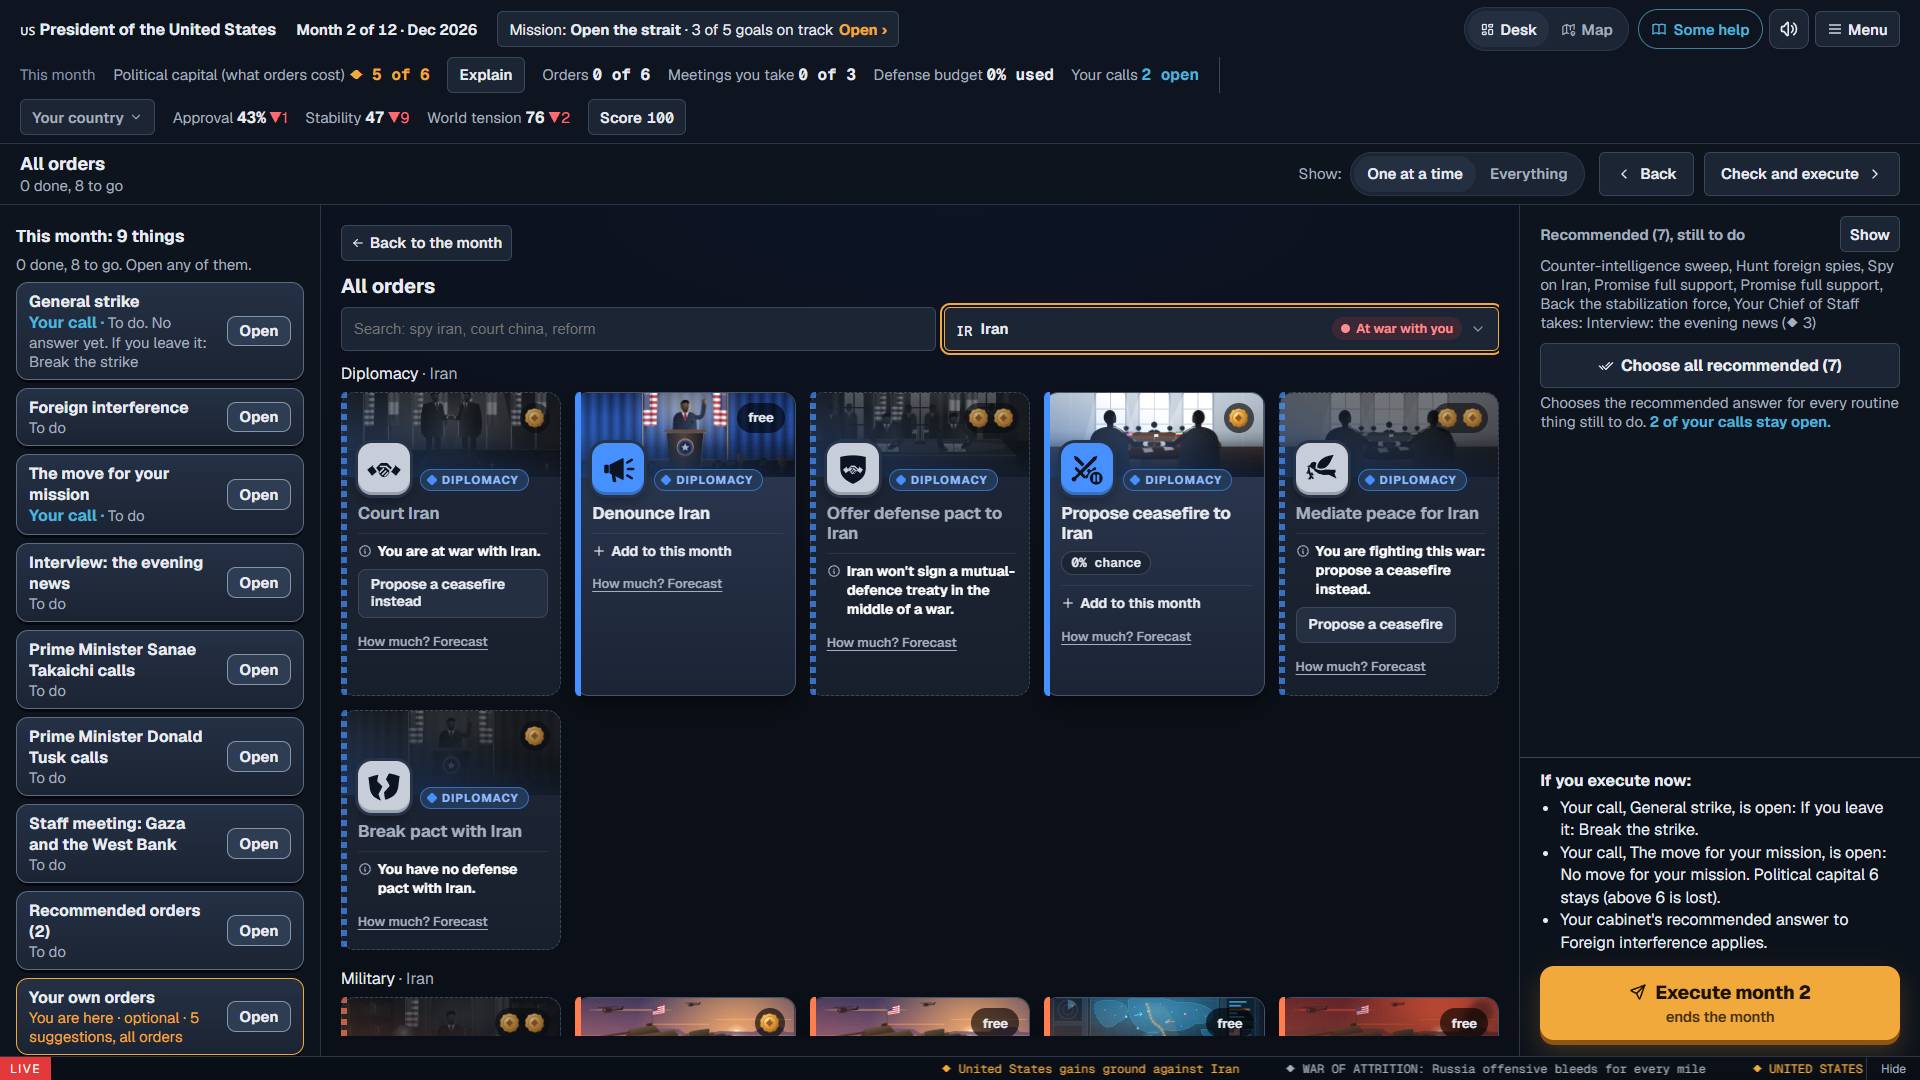 US President of the United States
Month 2 of 12 · Dec 2026
Mission: Open the strait · 3 of 5 goals on track Open ›
Desk
Map
Some help
Menu
This month
Political capital (what orders cost) 5 of 6
Explain
Orders 0 of 6
Meetings you take 0 of 3
Defense budget 0% used
Your calls 2 open
Your country
Approval 43% ▼1
Stability 47 ▼9
World tension 76 ▼2
Score 100
All orders
0 done, 8 to go
Show:
One at a time
Everything
Back
Check and execute
This month: 9 things
0 done, 8 to go. Open any of them.
General strike
Your call · To do. No
answer yet. If you leave it:
Break the strike
Open
Foreign interference
To do
Open
The move for your
mission
Your call · To do
Open
Interview: the evening
news
To do
Open
Prime Minister Sanae
Takaichi calls
To do
Open
Prime Minister Donald
Tusk calls
To do
Open
Staff meeting: Gaza
and the West Bank
To do
Open
Recommended orders
(2)
To do
Open
Your own orders
You are here · optional · 5
suggestions, all orders
Open
← Back to the month
All orders
Search: spy iran, court china, reform
IR Iran
At war with you
Diplomacy · Iran
DIPLOMACY
Court Iran
You are at war with Iran.
Propose a ceasefire
instead
How much? Forecast
free
DIPLOMACY
Denounce Iran
+ Add to this month
How much? Forecast
DIPLOMACY
Offer defense pact to
Iran
Iran won't sign a mutual-
defence treaty in the
middle of a war.
How much? Forecast
DIPLOMACY
Propose ceasefire to
Iran
0% chance
+ Add to this month
How much? Forecast
DIPLOMACY
Mediate peace for Iran
You are fighting this war:
propose a ceasefire
instead.
Propose a ceasefire
How much? Forecast
DIPLOMACY
Break pact with Iran
You have no defense
pact with Iran.
How much? Forecast
Military · Iran
free
free
free
Recommended (7), still to do
Show
Counter-intelligence sweep, Hunt foreign spies, Spy
on Iran, Promise full support, Promise full support,
Back the stabilization force, Your Chief of Staff
takes: Interview: the evening news (◆ 3)
Choose all recommended (7)
Chooses the recommended answer for every routine
thing still to do. 2 of your calls stay open.
If you execute now:
• Your call, General strike, is open: If you leave
it: Break the strike.
• Your call, The move for your mission, is open:
No move for your mission. Political capital 6
stays (above 6 is lost).
• Your cabinet's recommended answer to
Foreign interference applies.
Execute month 2
ends the month
LIVE
◆ United States gains ground against Iran
◆ WAR OF ATTRITION: Russia offensive bleeds for every mile
◆ UNITED STATES
Hide